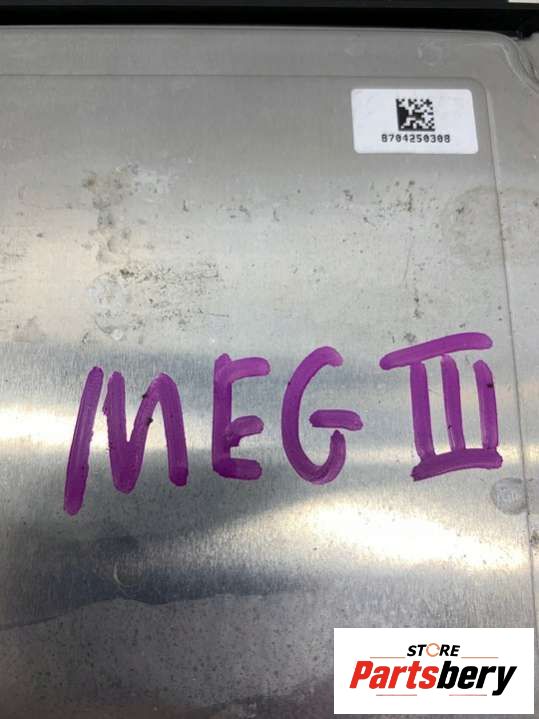 8704250308
MEG III
STORE
Partsbery